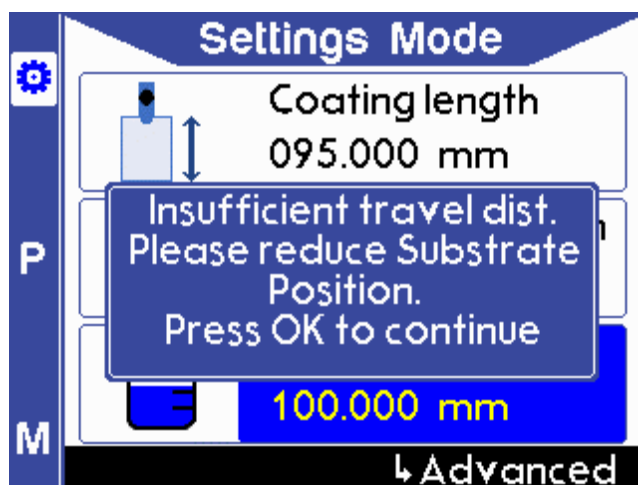 Settings Mode
Coating length
095.000 mm
Insufficient travel dist.
Please reduce Substrate
Position.
Press OK to continue
P
100.000 mm
M
↳ Advanced